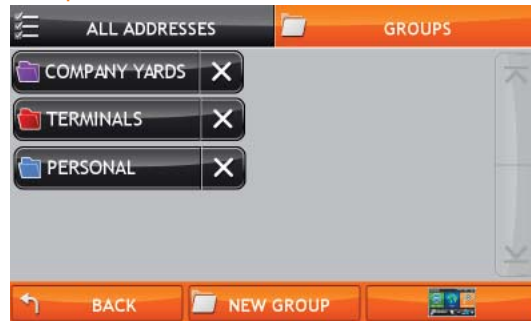 ALL ADDRESSES GROUPS
COMPANY YARDS X
TERMINALS X
PERSONAL X
BACK NEW GROUP